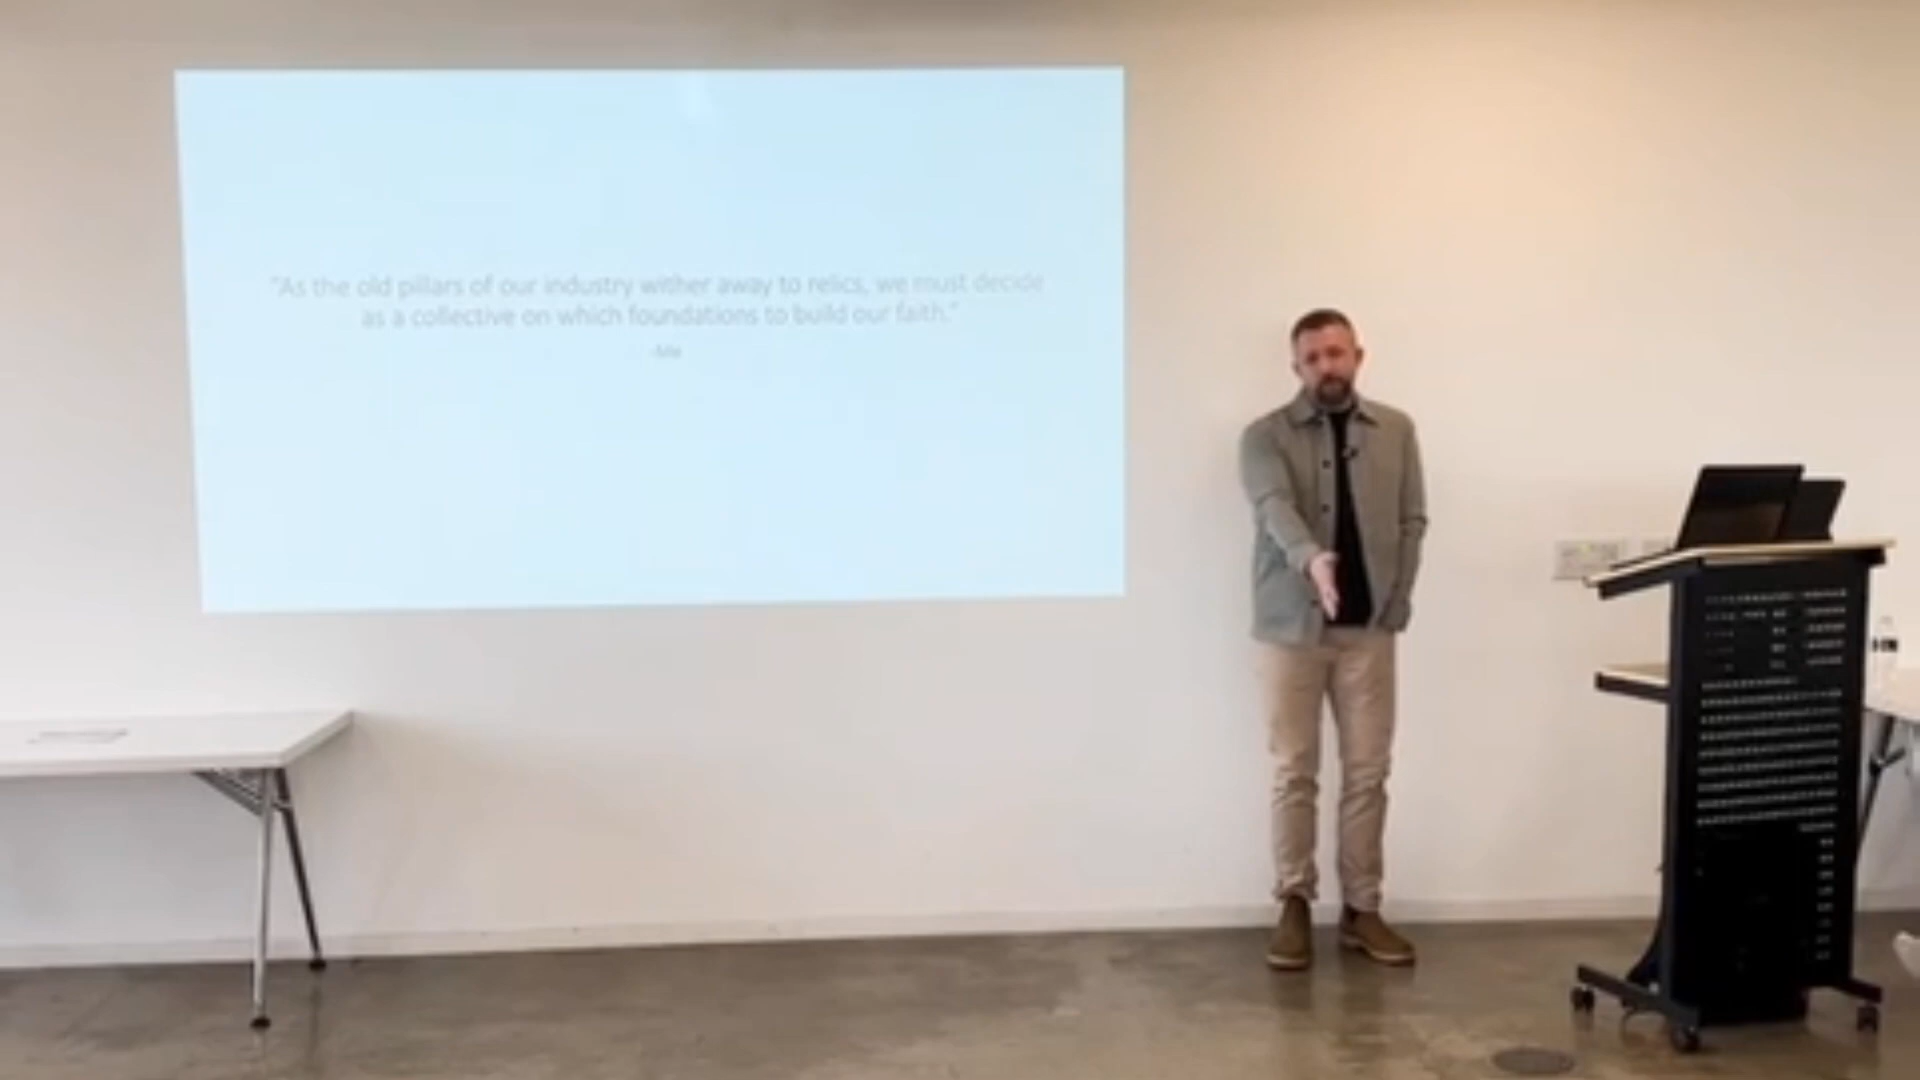 "As the old pillars of our industry wither away to relics, we must decide
as a collective on which foundations to build our faith."
-Me